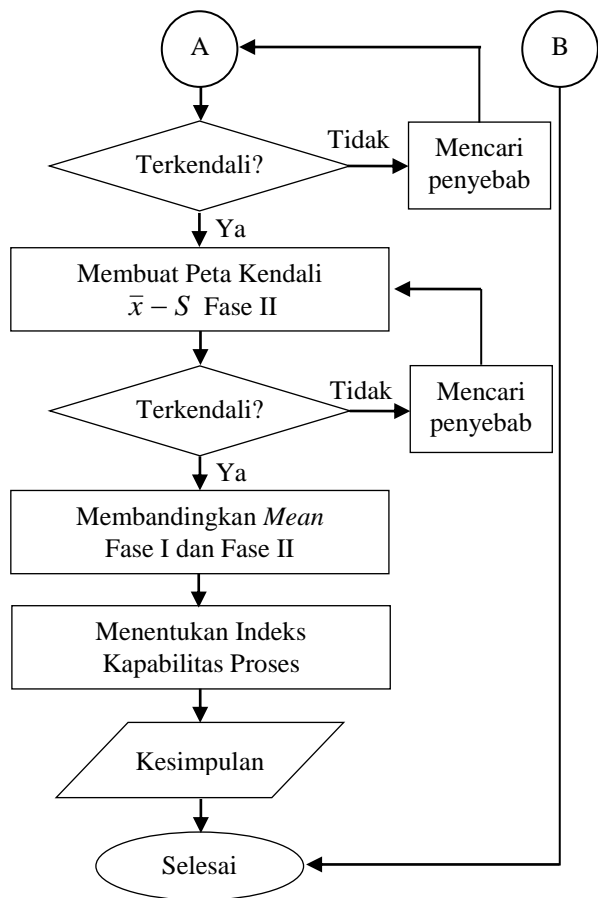 A
B
Terkendali?
Tidak
Mencari
penyebab
Ya
Membuat Peta Kendali
x̄ – S Fase II
Terkendali?
Tidak
Mencari
penyebab
Ya
Membandingkan Mean
Fase I dan Fase II
Menentukan Indeks
Kapabilitas Proses
Kesimpulan
Selesai